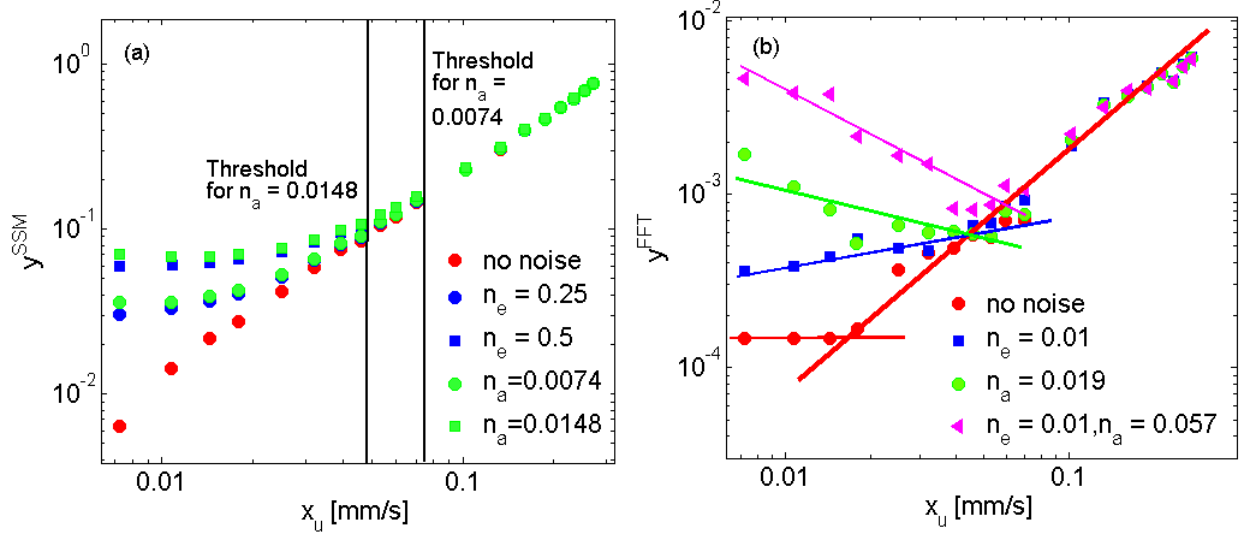 (a)
10^0
10^-1
10^-2
y^SSM
Threshold
for n_a =
0.0074
Threshold
for n_a = 0.0148
no noise
n_e = 0.25
n_e = 0.5
n_a=0.0074
n_a=0.0148
0.01
0.1
x_u [mm/s]
(b)
10^-2
10^-3
10^-4
y^FFT
no noise
n_e = 0.01
n_a = 0.019
n_e = 0.01,n_a = 0.057
0.01
0.1
x_u [mm/s]